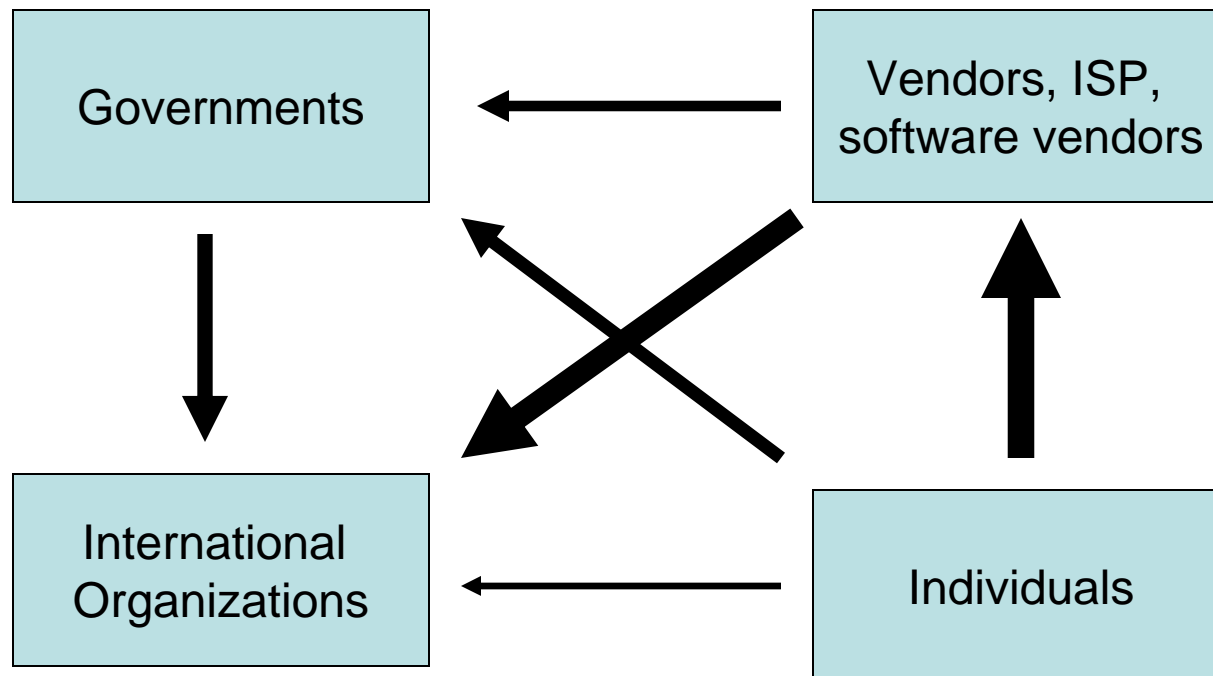 Governments
Vendors, ISP,
software vendors
International
Organizations
Individuals